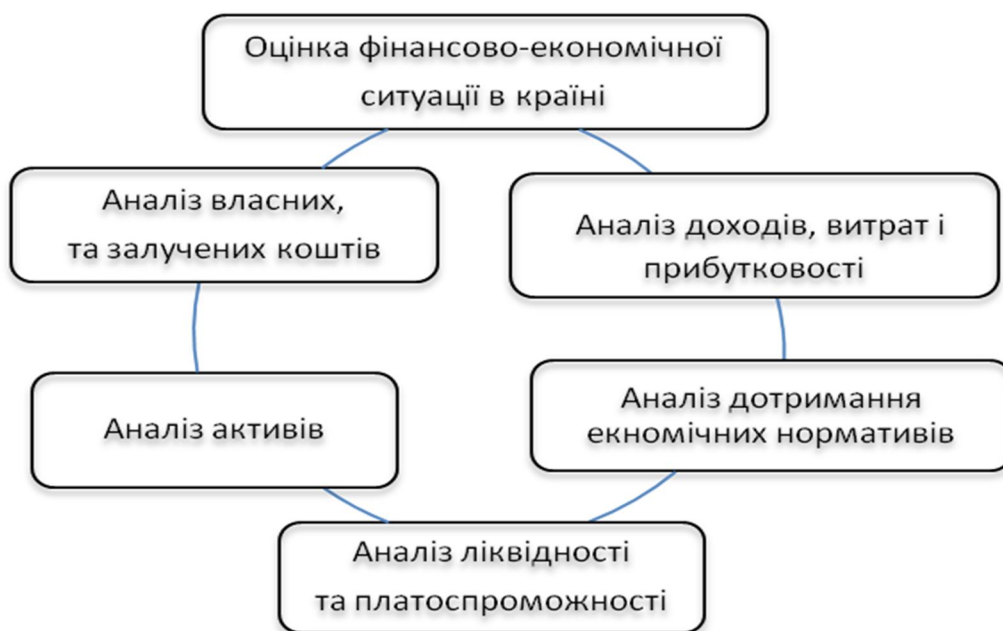 Оцінка фінансово-економічної
ситуації в країні
Аналіз власних,
та залучених коштів
Аналіз доходів, витрат і
прибутковості
Аналіз активів
Аналіз дотримання
екномічних нормативів
Аналіз ліквідності
та платоспроможності